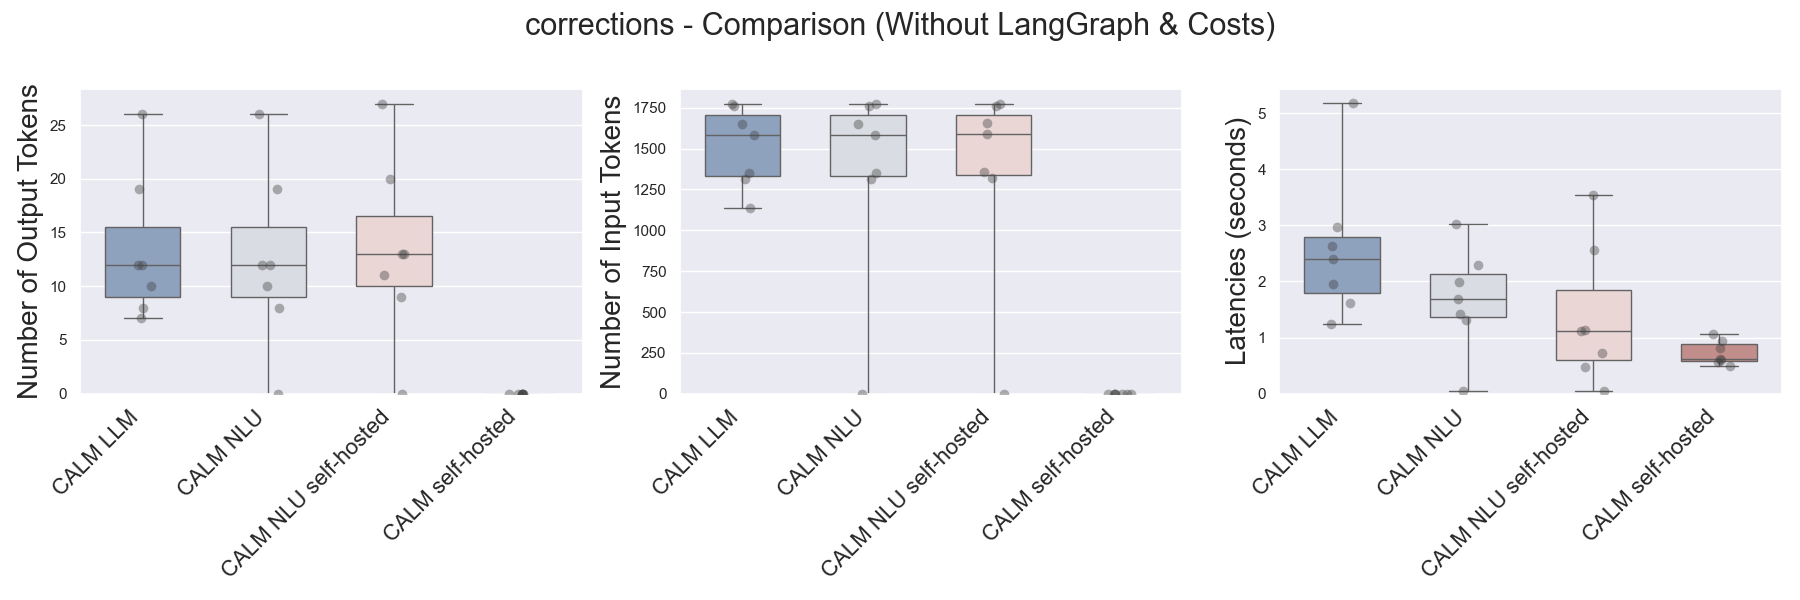 corrections - Comparison (Without LangGraph & Costs)
Number of Output Tokens
25
20
15
10
5
0
CALM LLM
CALM NLU
CALM NLU self-hosted
CALM self-hosted
Number of Input Tokens
1750
1500
1250
1000
750
500
250
0
CALM LLM
CALM NLU
CALM NLU self-hosted
CALM self-hosted
Latencies (seconds)
5
4
3
2
1
0
CALM LLM
CALM NLU
CALM NLU self-hosted
CALM self-hosted